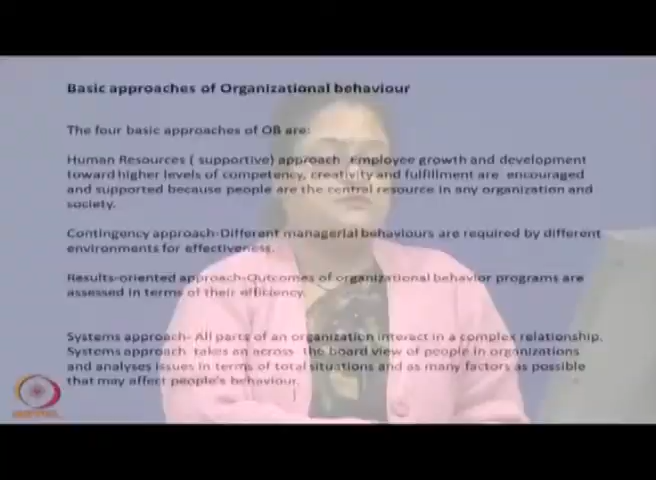 Basic approaches of Organizational behaviour
The four basic approaches of OB are:
Human Resources ( supportive) approach Employee growth and development
toward higher levels of competency, creativity and fulfillment are encouraged
and supported because people are the central resource in any organization and
society.
Contingency approach-Different managerial behaviours are required by different
environments for effectiveness.
Results-oriented approach-Outcomes of organizational behavior programs are
assessed in terms of their efficiency.
Systems approach- All parts of an organization interact in a complex relationship.
Systems approach takes an across the board view of people in organizations
and analyses issues in terms of total situations and as many factors as possible
that may affect people's behaviour.